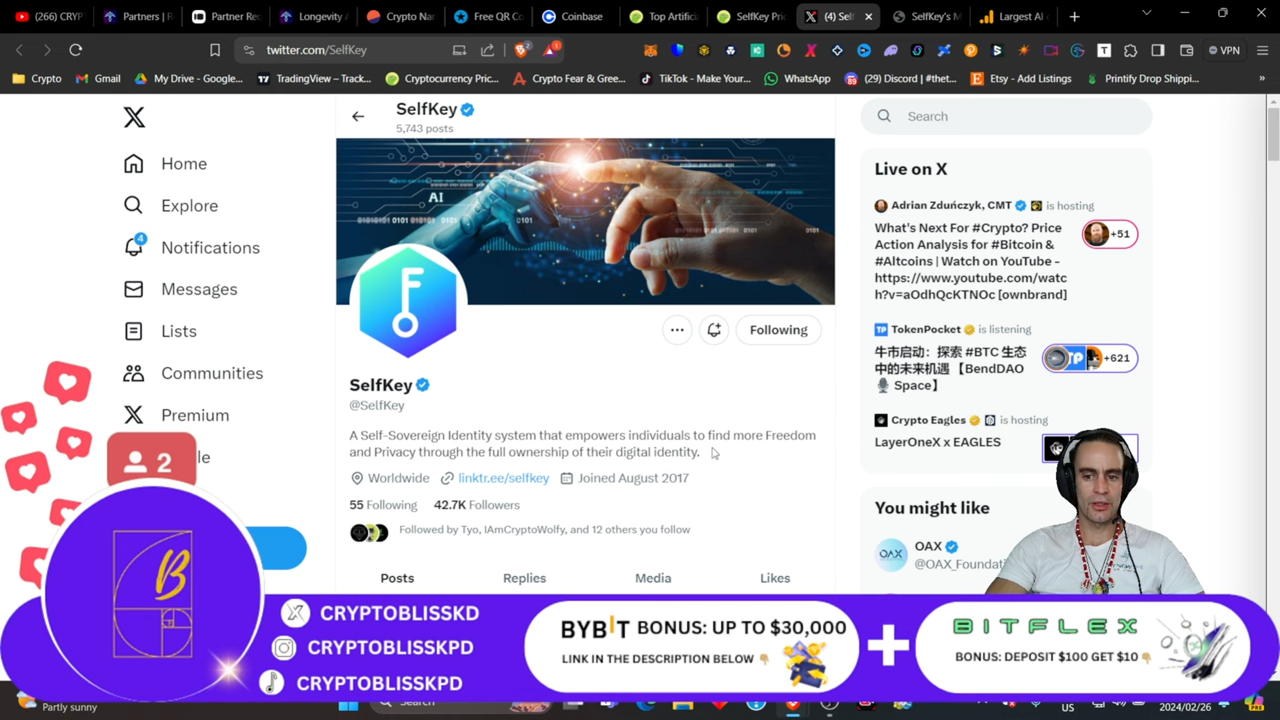 (266) CRYP
Partners | R
Partner Rec
Longevity A
Crypto Nar
Free QR Co
Coinbase
Top Artifici
SelfKey Pric
(4) Self
SelfKey's M
Largest AI c
twitter.com/SelfKey
VPN
Crypto
Gmail
My Drive - Google...
TradingView – Track...
Cryptocurrency Pric...
Crypto Fear & Gree...
TikTok - Make Your...
WhatsApp
(29) Discord | #thet...
Etsy - Add Listings
Printify Drop Shippi...
Home
Explore
4
Notifications
Messages
Lists
Communities
Premium
2
le
SelfKey
5,743 posts
AI
Following
SelfKey
@SelfKey
A Self-Sovereign Identity system that empowers individuals to find more Freedom
and Privacy through the full ownership of their digital identity.
Worldwide linktr.ee/selfkey Joined August 2017
55 Following 42.7K Followers
Followed by Tyo, IAmCryptoWolfy, and 12 others you follow
Posts Replies Media Likes
Search
Live on X
Adrian Zduńczyk, CMT is hosting
What's Next For #Crypto? Price
Action Analysis for #Bitcoin &
#Altcoins | Watch on YouTube -
https://www.youtube.com/watc
h?v=aOdhQcKTNOc [ownbrand]
+51
TokenPocket is listening
牛市启动：探索 #BTC 生态
中的未来机遇 【BendDAO
Space】
+621
Crypto Eagles is hosting
LayerOneX x EAGLES
You might like
OAX
@OAX_Foundati
B
CRYPTOBLISSKD
CRYPTOBLISSKPD
CRYPTOBLISSKPD
BYBIT BONUS: UP TO $30,000
LINK IN THE DESCRIPTION BELOW
BITFLEX
BONUS: DEPOSIT $100 GET $10
Partly sunny
Search
US
2024/02/26